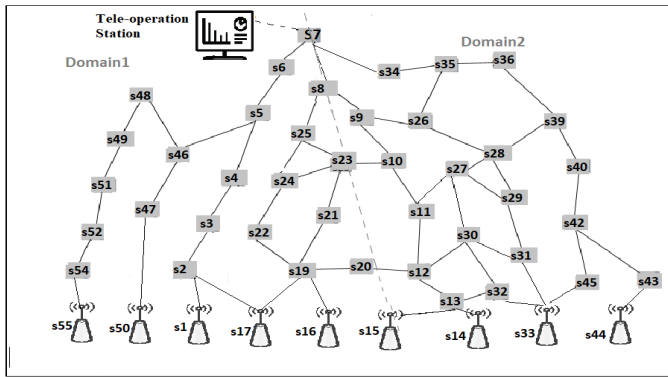 Tele-operation
Station
S7
Domain1
Domain2
s6
s34
s35
s36
s48
s8
s5
s9
s26
s39
s49
s25
s46
s23
s10
s28
s27
s40
s51
s4
s24
s29
s47
s3
s21
s11
s42
s52
s22
s30
s31
s54
s2
s19
s20
s12
s45
s43
s32
s13
s55
s50
s1
s17
s16
s15
s14
s33
s44